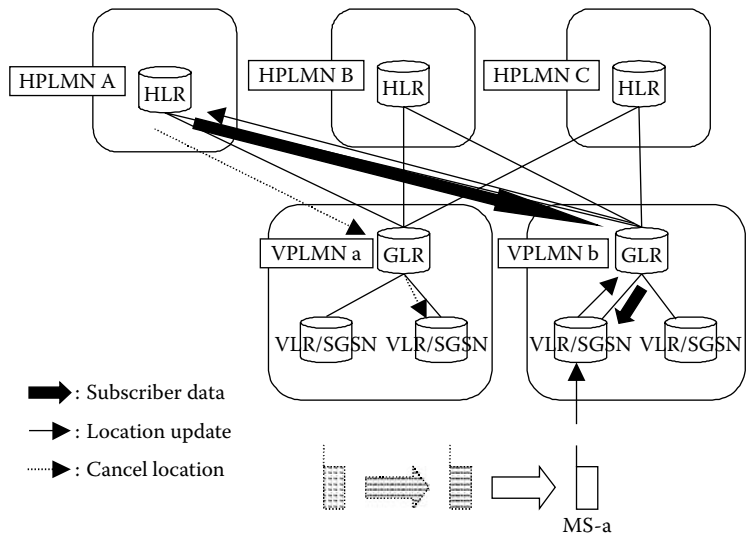 HPLMN A
HLR
HPLMN B
HLR
HPLMN C
HLR
VPLMN a
GLR
VPLMN b
GLR
VLR/SGSN
VLR/SGSN
VLR/SGSN
VLR/SGSN
: Subscriber data
: Location update
: Cancel location
MS-a